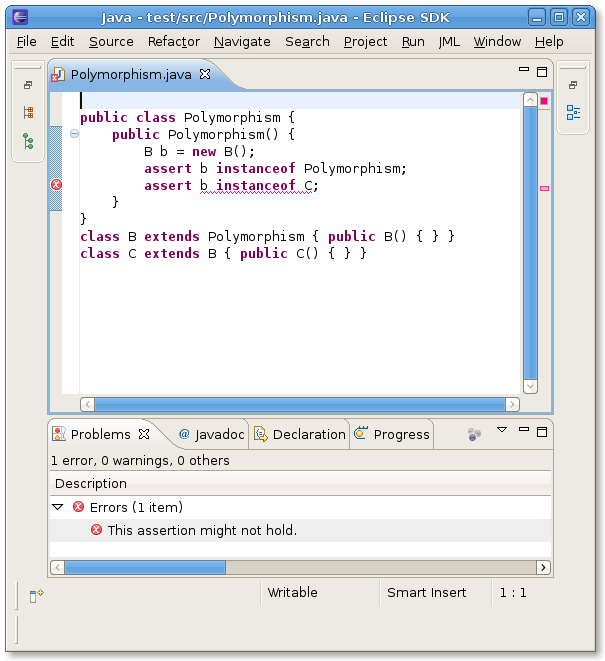 Java - test/src/Polymorphism.java - Eclipse SDK
File Edit Source Refactor Navigate Search Project Run JML Window Help
Polymorphism.java
public class Polymorphism {
    public Polymorphism() {
        B b = new B();
        assert b instanceof Polymorphism;
        assert b instanceof C;
    }
}
class B extends Polymorphism { public B() { } }
class C extends B { public C() { } }
Problems @ Javadoc Declaration Progress
1 error, 0 warnings, 0 others
Description
Errors (1 item)
This assertion might not hold.
Writable Smart Insert 1 : 1